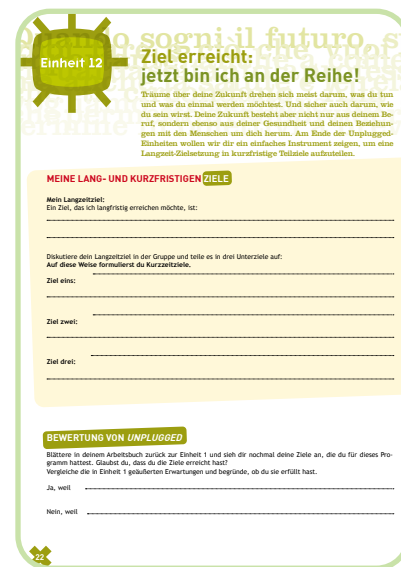 quando sogni il futuro, e
Einheit 12
Ziel erreicht:
jetzt bin ich an der Reihe!
Träume über deine Zukunft drehen sich meist darum, was du tun
und was du einmal werden möchtest. Und sicher auch darum, wie
du sein wirst. Deine Zukunft besteht aber nicht nur aus deinem Be-
ruf, sondern ebenso aus deiner Gesundheit und deinen Beziehun-
gen mit den Menschen um dich herum. Am Ende der Unplugged-
Einheiten wollen wir dir ein einfaches Instrument zeigen, um eine
Langzeit-Zielsetzung in kurzfristige Teilziele aufzuteilen.
MEINE LANG- UND KURZFRISTIGEN ZIELE
Mein Langzeitziel:
Ein Ziel, das ich langfristig erreichen möchte, ist:
Diskutiere dein Langzeitziel in der Gruppe und teile es in drei Unterziele auf:
Auf diese Weise formulierst du Kurzzeitziele.
Ziel eins:
Ziel zwei:
Ziel drei:
BEWERTUNG VON UNPLUGGED
Blättere in deinem Arbeitsbuch zurück zur Einheit 1 und sieh dir nochmal deine Ziele an, die du für dieses Pro-
gramm hattest. Glaubst du, dass du die Ziele erreicht hast?
Vergleiche die in Einheit 1 geäußerten Erwartungen und begründe, ob du sie erfüllt hast.
Ja, weil
Nein, weil
22